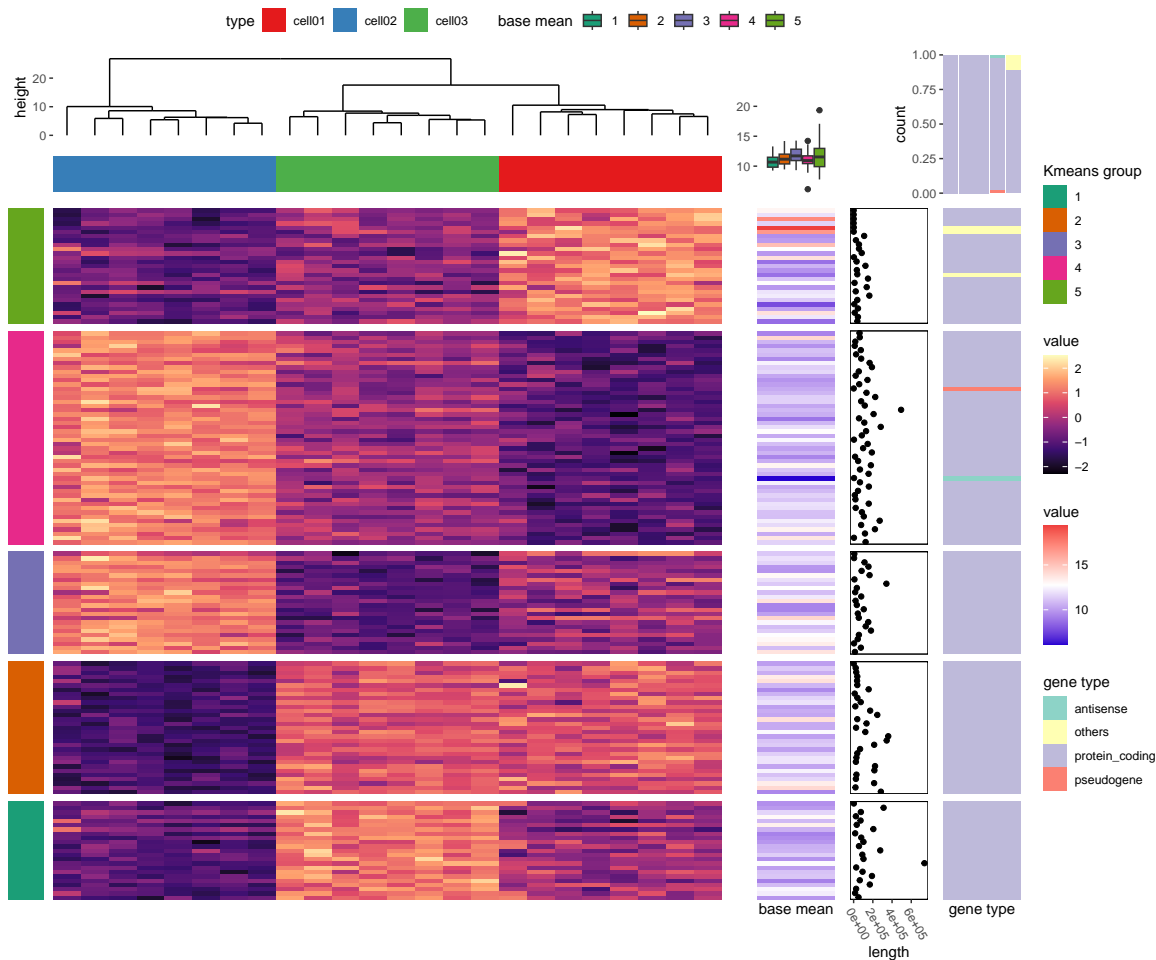 type cell01 cell02 cell03 base mean 1 2 3 4 5
height
20
10
0
20
15
10
count
1.00
0.75
0.50
0.25
0.00
Kmeans group
1
2
3
4
5
value
2
1
0
−1
−2
value
15
10
gene type
antisense
others
protein_coding
pseudogene
base mean
0e+00
2e+05
4e+05
6e+05
length
gene type